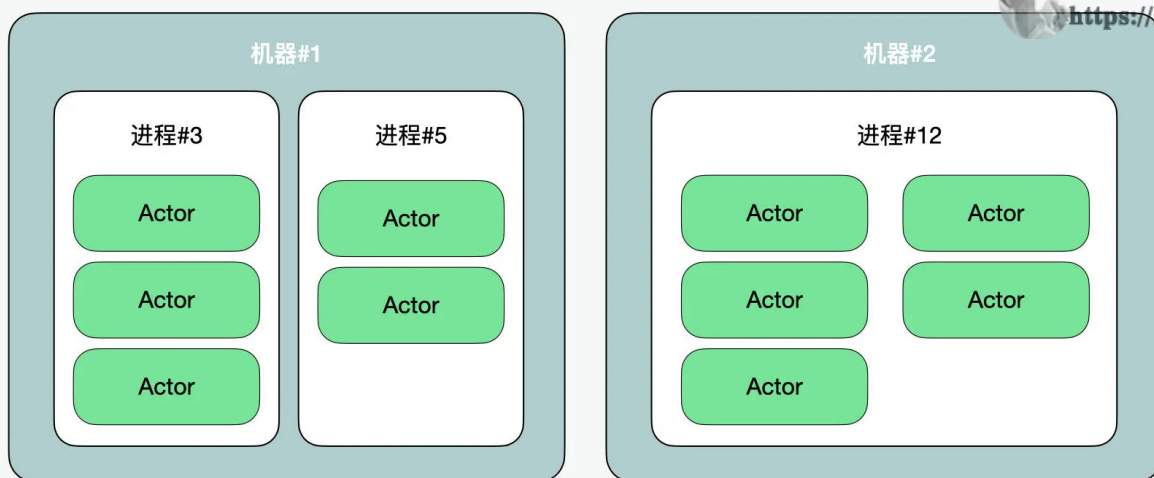 https://
机器#1
机器#2
进程#3
进程#5
进程#12
Actor
Actor
Actor
Actor
Actor
Actor
Actor
Actor
Actor
Actor